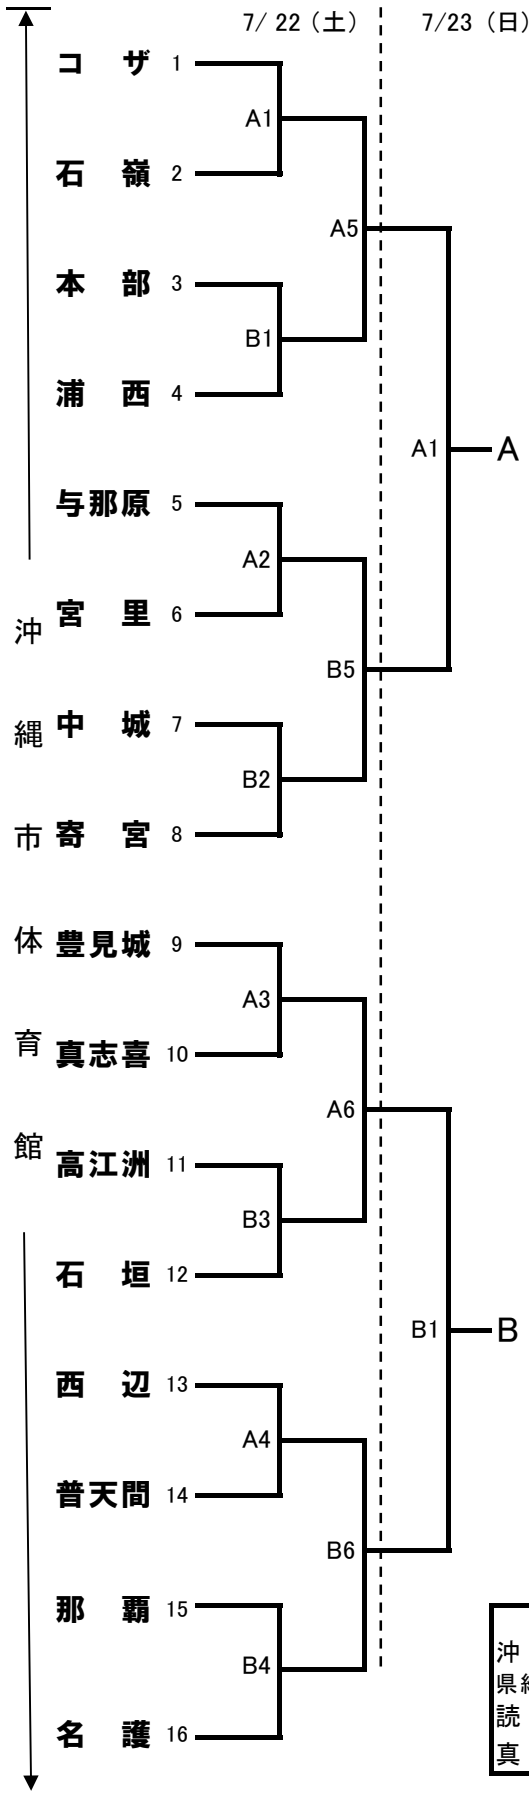 7/22（土） 7/23（日）
コザ 1
A1
石嶺 2
A5
本部 3
B1
浦西 4
A1 A
与那原 5
A2
宮里 6
B5
中城 7
B2
寄宮 8
沖縄市体育館
豊見城 9
A3
真志喜 10
A6
高江洲 11
B3
石垣 12
B1 B
西辺 13
A4
普天間 14
B6
那覇 15
B4
名護 16
沖
県
読
真